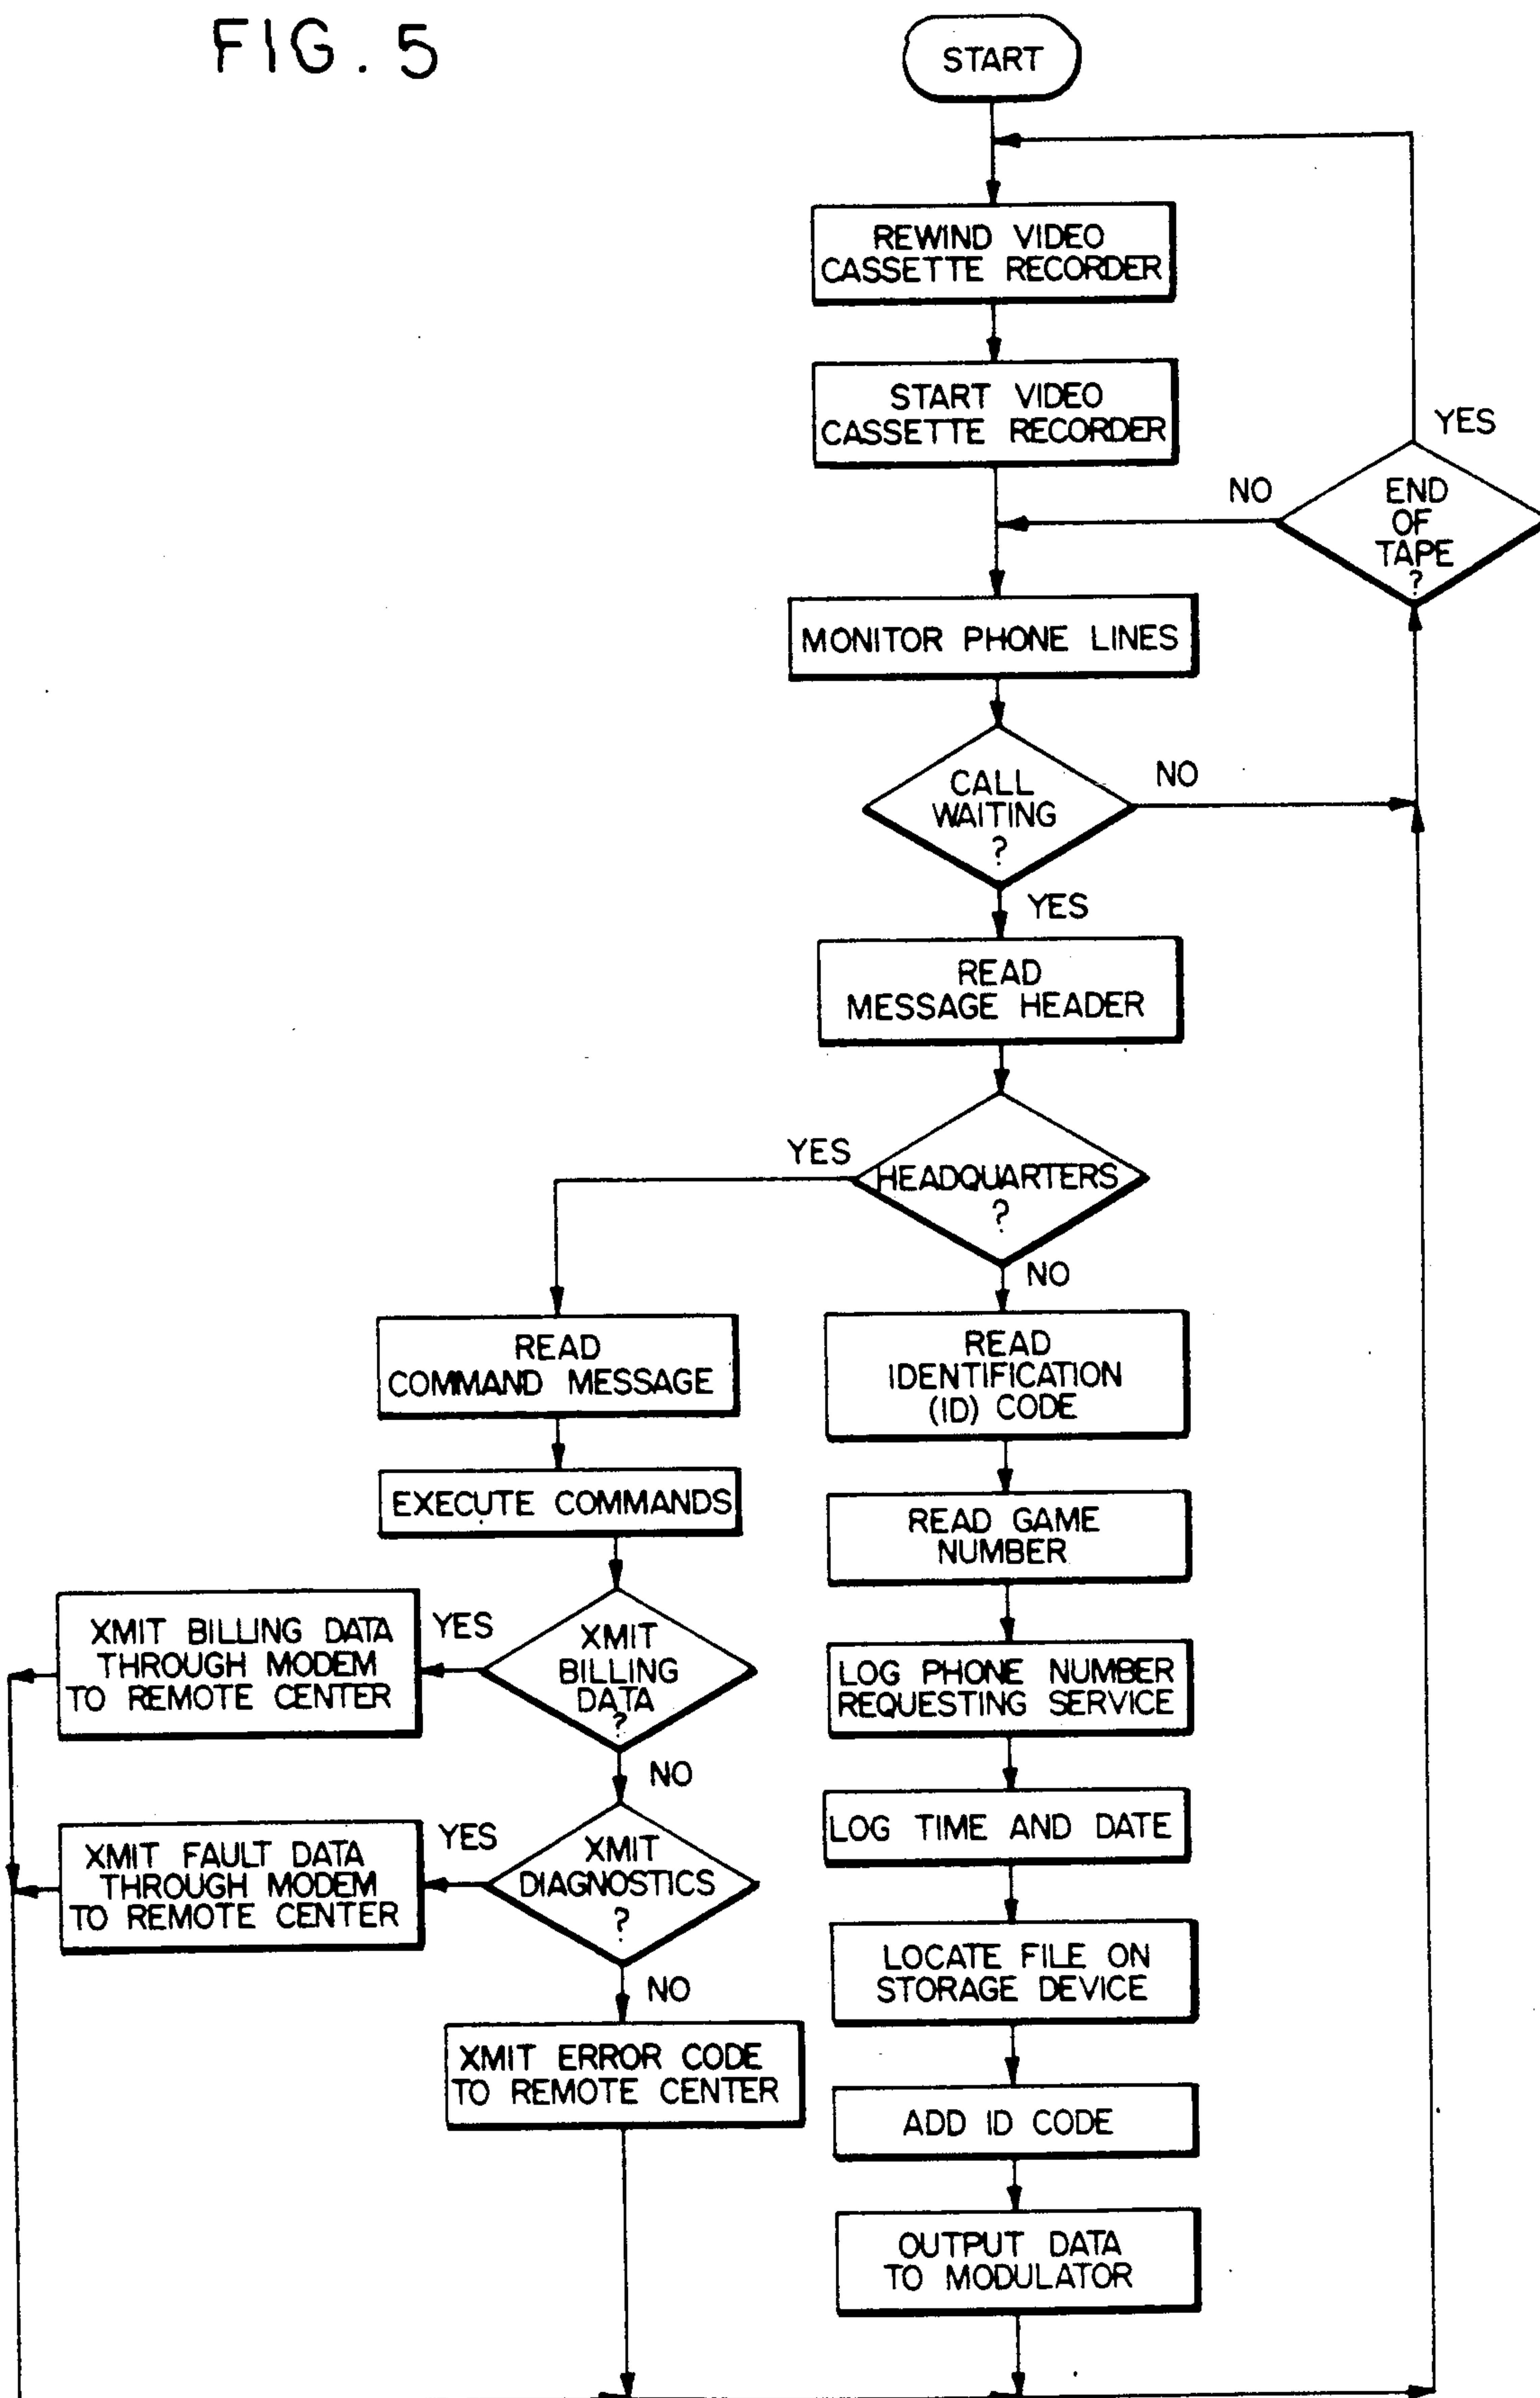 FIG. 5
START
REWIND VIDEO
CASSETTE RECORDER
START VIDEO
CASSETTE RECORDER
YES
NO
END
OF
TAPE
?
MONITOR PHONE LINES
CALL
WAITING
?
NO
YES
READ
MESSAGE HEADER
YES
HEADQUARTERS
?
NO
READ
COMMAND MESSAGE
EXECUTE COMMANDS
XMIT
BILLING
DATA
?
YES
XMIT BILLING DATA
THROUGH MODEM
TO REMOTE CENTER
NO
XMIT
DIAGNOSTICS
?
YES
XMIT FAULT DATA
THROUGH MODEM
TO REMOTE CENTER
NO
XMIT ERROR CODE
TO REMOTE CENTER
READ
IDENTIFICATION
(ID) CODE
READ GAME
NUMBER
LOG PHONE NUMBER
REQUESTING SERVICE
LOG TIME AND DATE
LOCATE FILE ON
STORAGE DEVICE
ADD ID CODE
OUTPUT DATA
TO MODULATOR